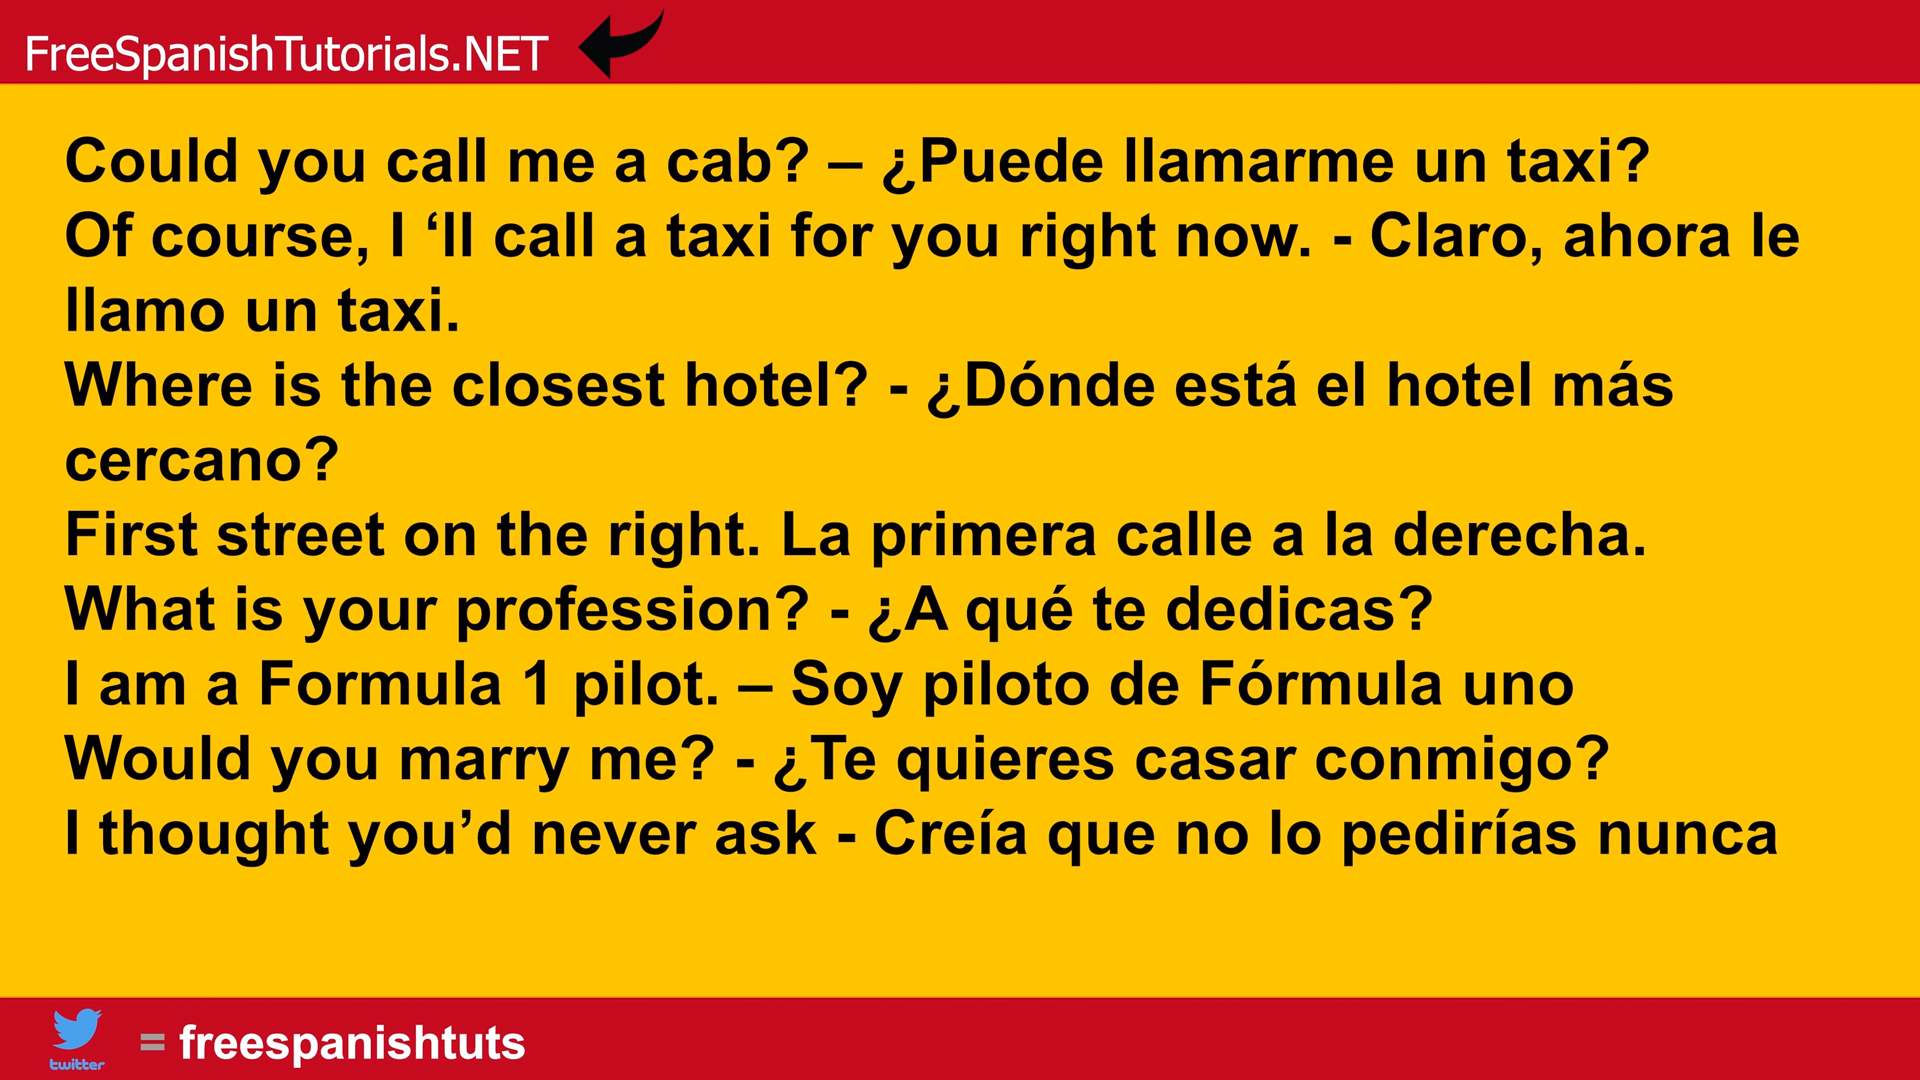 FreeSpanishTutorials.NET
Could you call me a cab? – ¿Puede llamarme un taxi?
Of course, I ‘ll call a taxi for you right now. - Claro, ahora le
llamo un taxi.
Where is the closest hotel? - ¿Dónde está el hotel más
cercano?
First street on the right. La primera calle a la derecha.
What is your profession? - ¿A qué te dedicas?
I am a Formula 1 pilot. – Soy piloto de Fórmula uno
Would you marry me? - ¿Te quieres casar conmigo?
I thought you’d never ask - Creía que no lo pedirías nunca
twitter = freespanishtuts